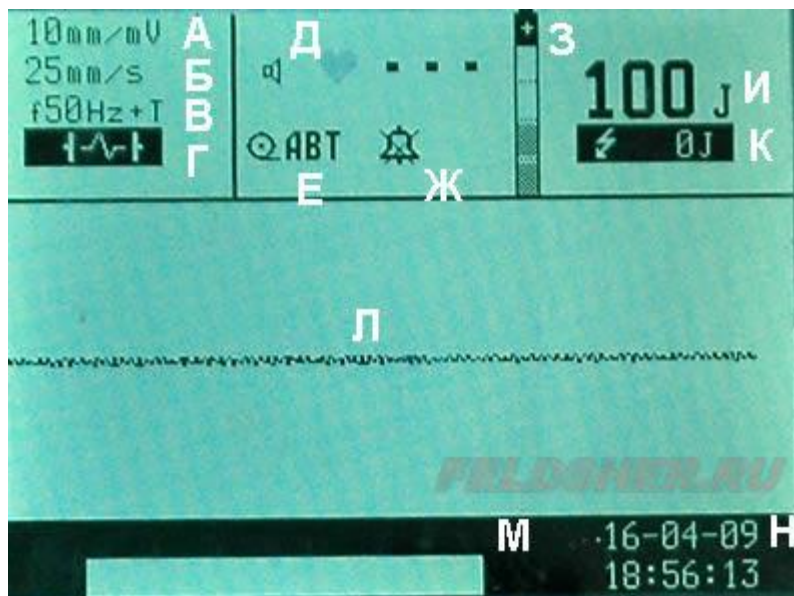 10mm/mV А
25mm/s Б
f50Hz+T В
Г
Д
- - -
АВТ
Е
Ж
З
100 J И
0J К
Л
FELDSHER.RU
М
16-04-09 Н
18:56:13